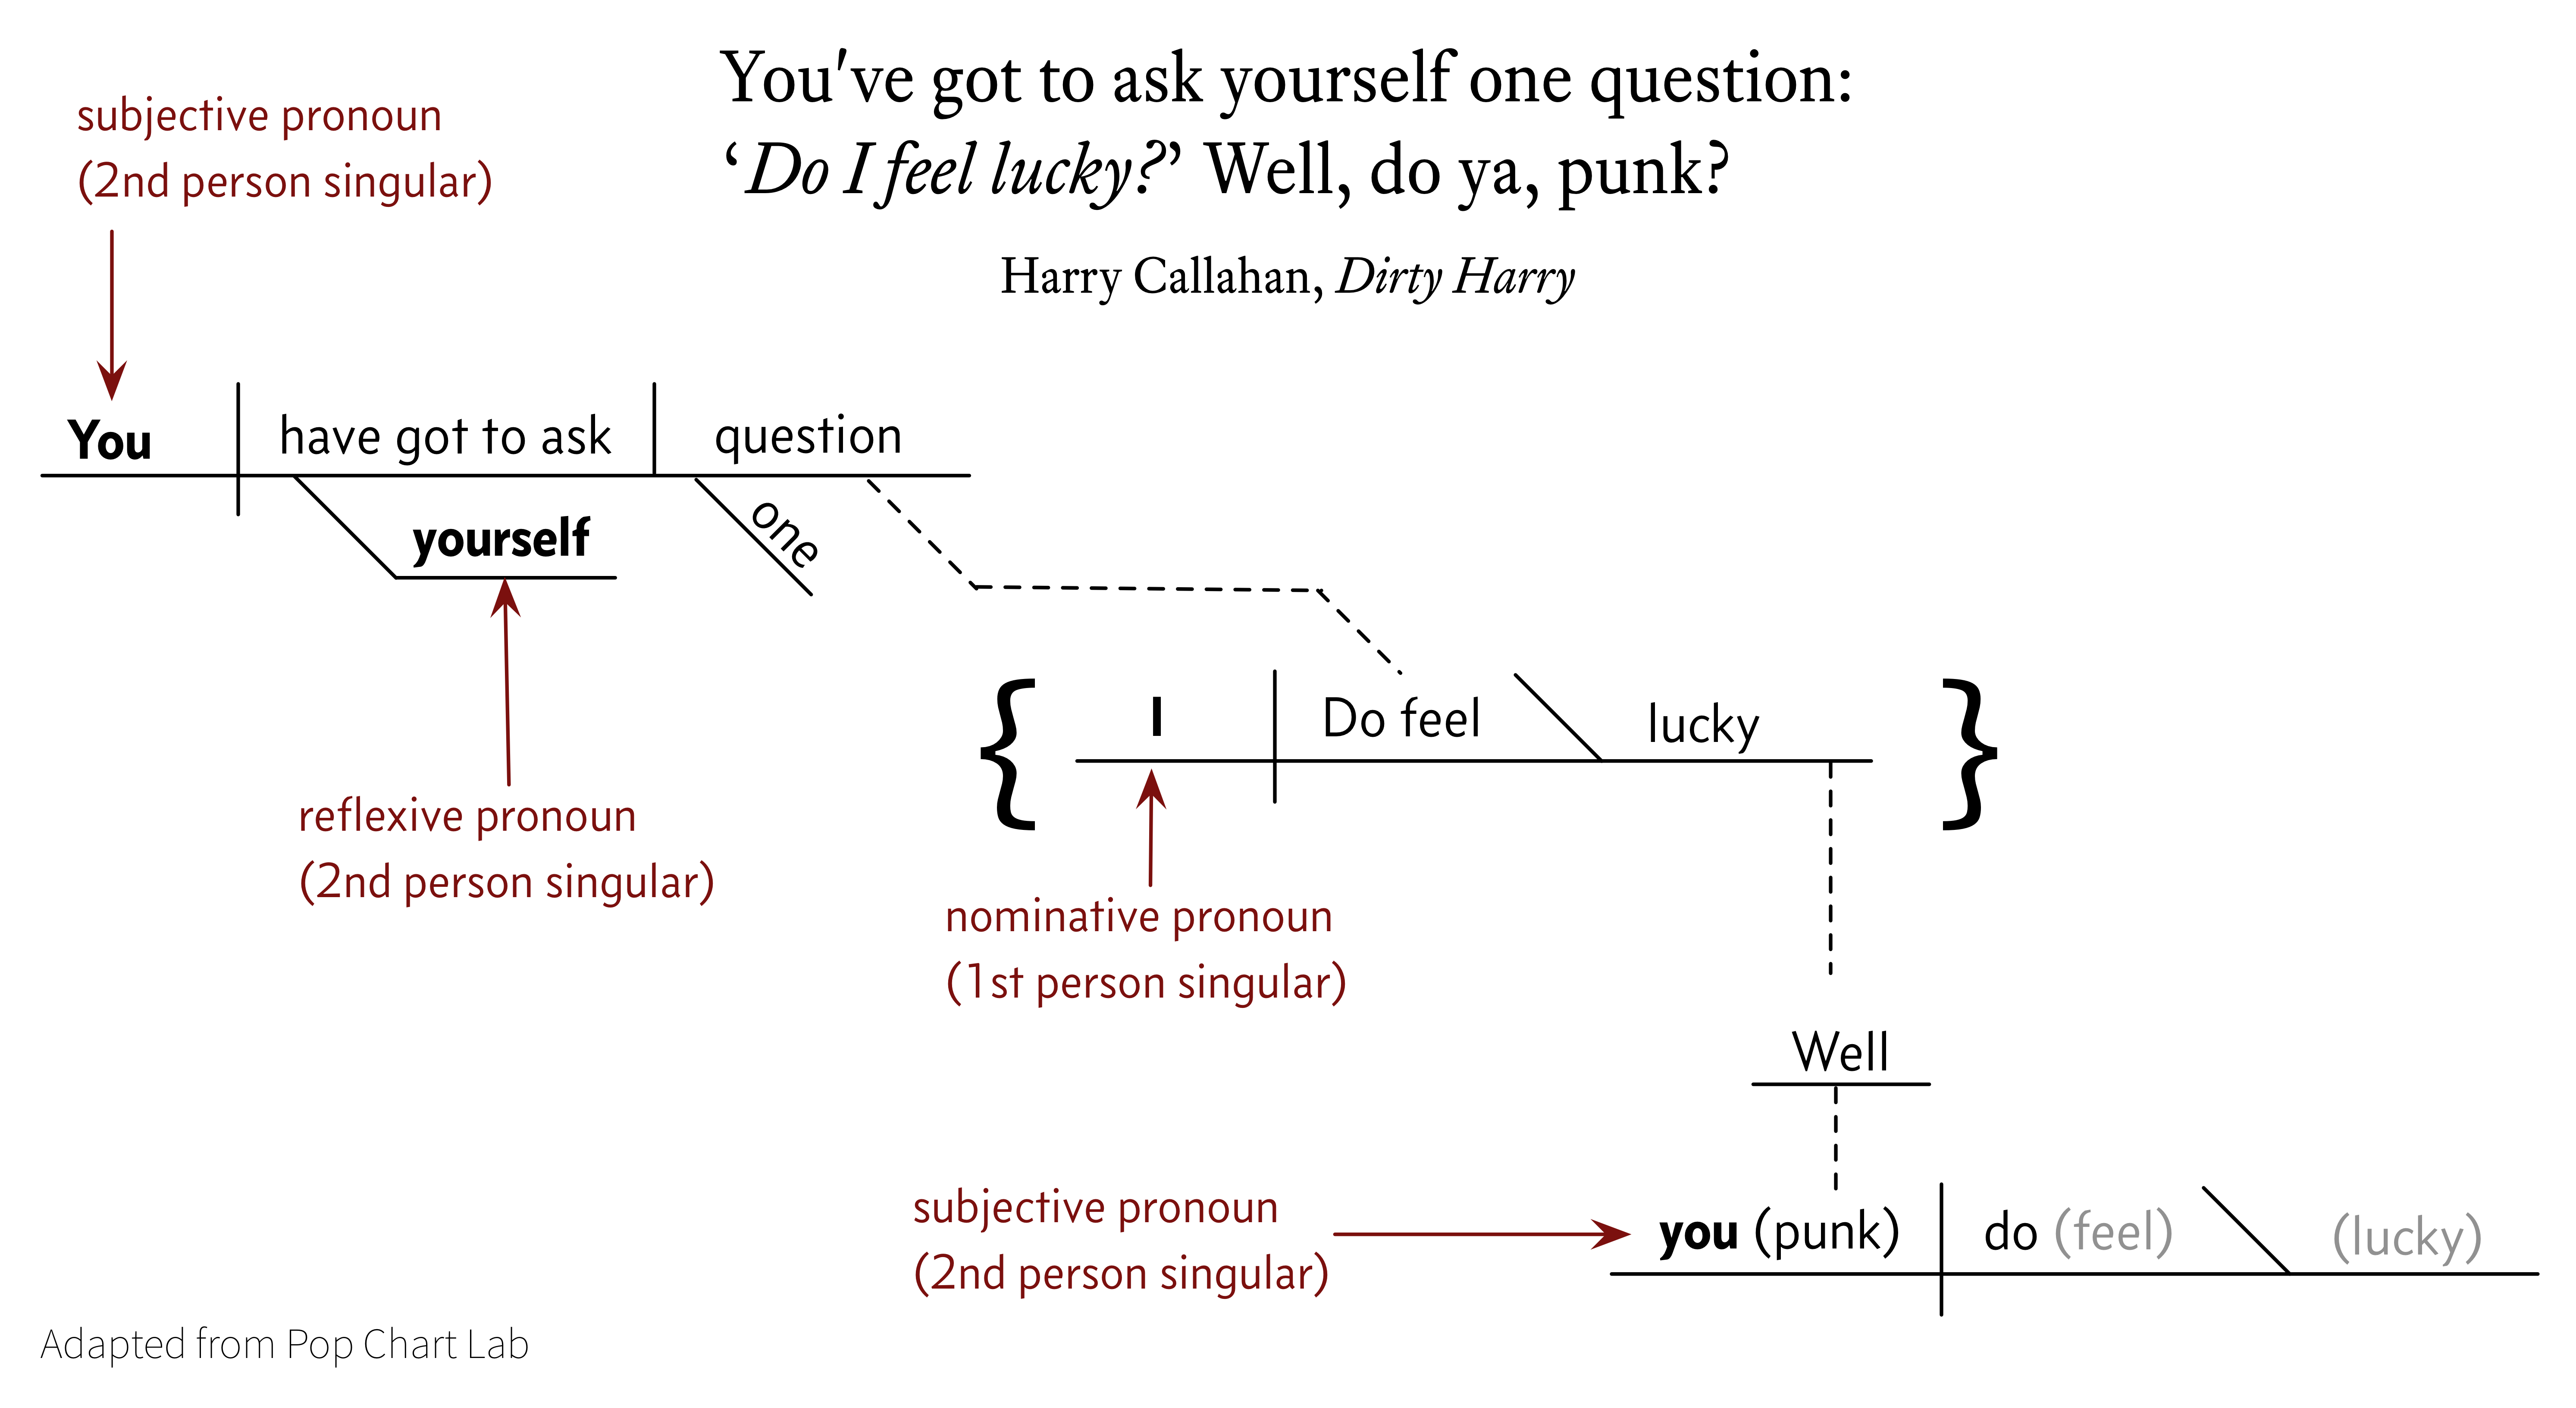 You've got to ask yourself one question:
‘Do I feel lucky?’ Well, do ya, punk?
Harry Callahan, Dirty Harry
subjective pronoun
(2nd person singular)
You have got to ask question
yourself
one
reflexive pronoun
(2nd person singular)
{ I Do feel lucky }
nominative pronoun
(1st person singular)
Well
subjective pronoun
(2nd person singular)
you (punk) do (feel) (lucky)
Adapted from Pop Chart Lab